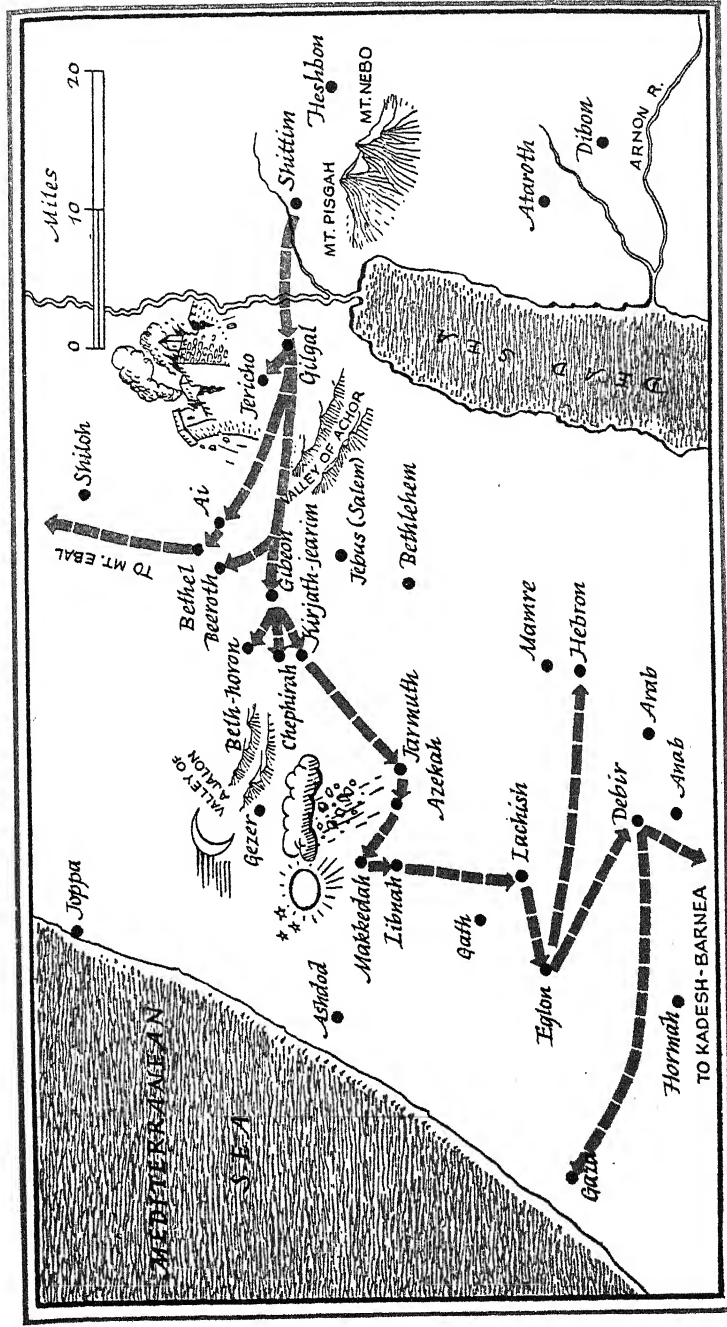 Miles
0 10 20
Joppa
MEDITERRANEAN
SEA
Shiloh
TO MT. EBAL
Bethel
Ai
Beeroth
Jericho
Gilgal
Shittim
Heshbon
MT. PISGAH
MT. NEBO
VALLEY OF ACHOR
Gibeon
Kirjath-jearim
Beth-horon
Chephirah
VALLEY OF
AJALON
Gezer
Jebus (Salem)
Bethlehem
Jarmuth
Azekah
Makkedah
Libnah
Ashdod
Gath
Lachish
Eglon
Mamre
Hebron
Debir
Arab
Anab
Hormah
Gaza
TO KADESH-BARNEA
DEAD SEA
Ataroth
Dibon
ARNON R.